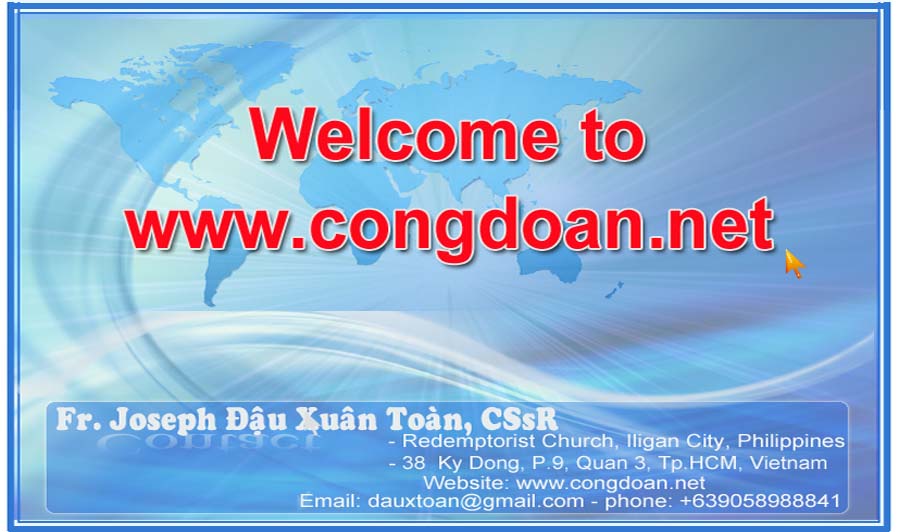 Welcome to
www.congdoan.net
Fr. Joseph Đậu Xuân Toàn, CSsR
Contact
- Redemptorist Church, Iligan City, Philippines
- 38 Ky Dong, P.9, Quan 3, Tp.HCM, Vietnam
Website: www.congdoan.net
Email: dauxtoan@gmail.com - phone: +639058988841